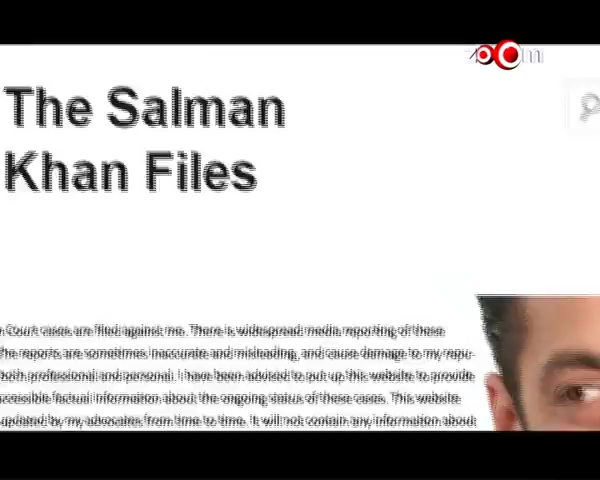 zoom
The Salman
Khan Files
Court cases are filed against me. There is widespread media reporting of these
The reports are sometimes inaccurate and misleading, and cause damage to my repu-
both professional and personal. I have been advised to put up this website to provide
accessible factual information about the ongoing status of these cases. This website
updated by my advocates from time to time. It will not contain any information about